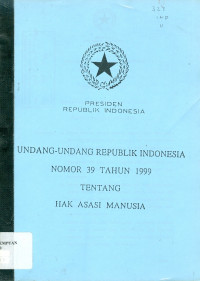 PRESIDEN
REPUBLIK INDONESIA
UNDANG-UNDANG REPUBLIK INDONESIA
NOMOR 39 TAHUN 1999
TENTANG
HAK ASASI MANUSIA